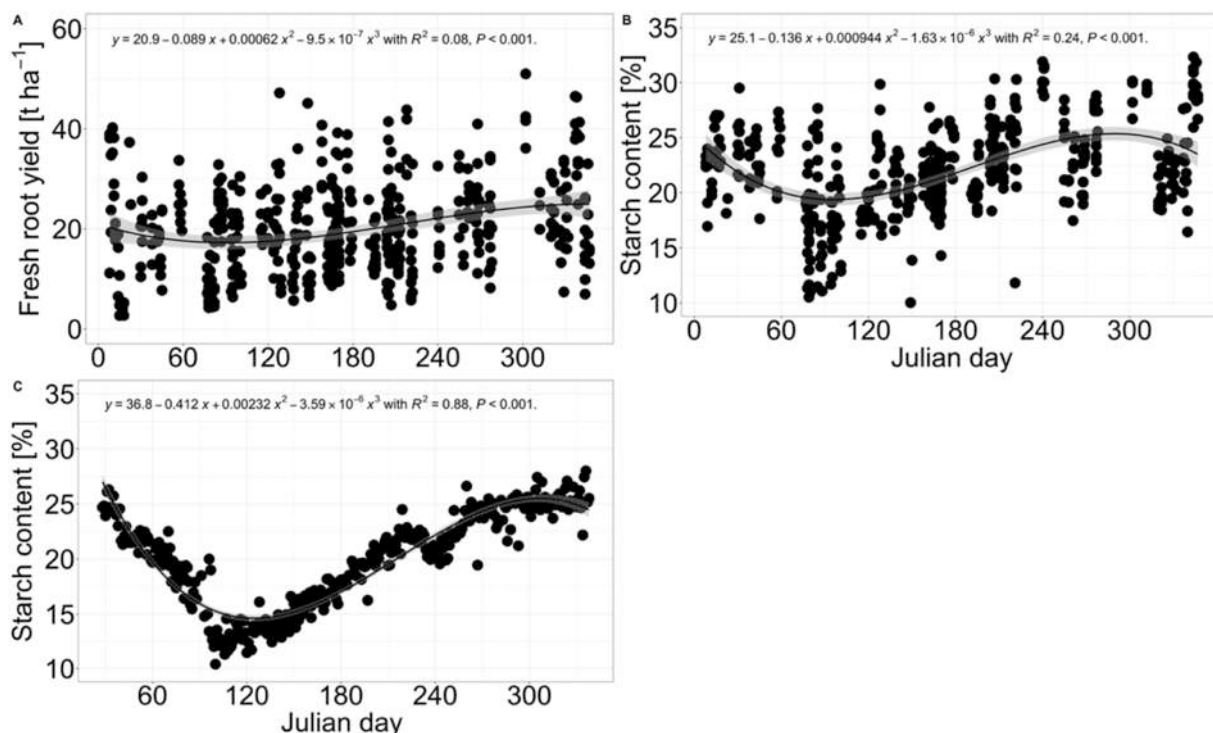 A
y = 20.9 − 0.089 x + 0.00062 x² − 9.5 × 10⁻⁷ x³ with R² = 0.08, P < 0.001.
Fresh root yield [t ha⁻¹]
60
40
20
0
0 60 120 180 240 300
B
y = 25.1 − 0.136 x + 0.000944 x² − 1.63 × 10⁻⁶ x³ with R² = 0.24, P < 0.001.
Starch content [%]
35
30
25
20
15
10
0 60 120 180 240 300
Julian day
C
y = 36.8 − 0.412 x + 0.00232 x² − 3.59 × 10⁻⁶ x³ with R² = 0.88, P < 0.001.
Starch content [%]
35
30
25
20
15
10
60 120 180 240 300
Julian day